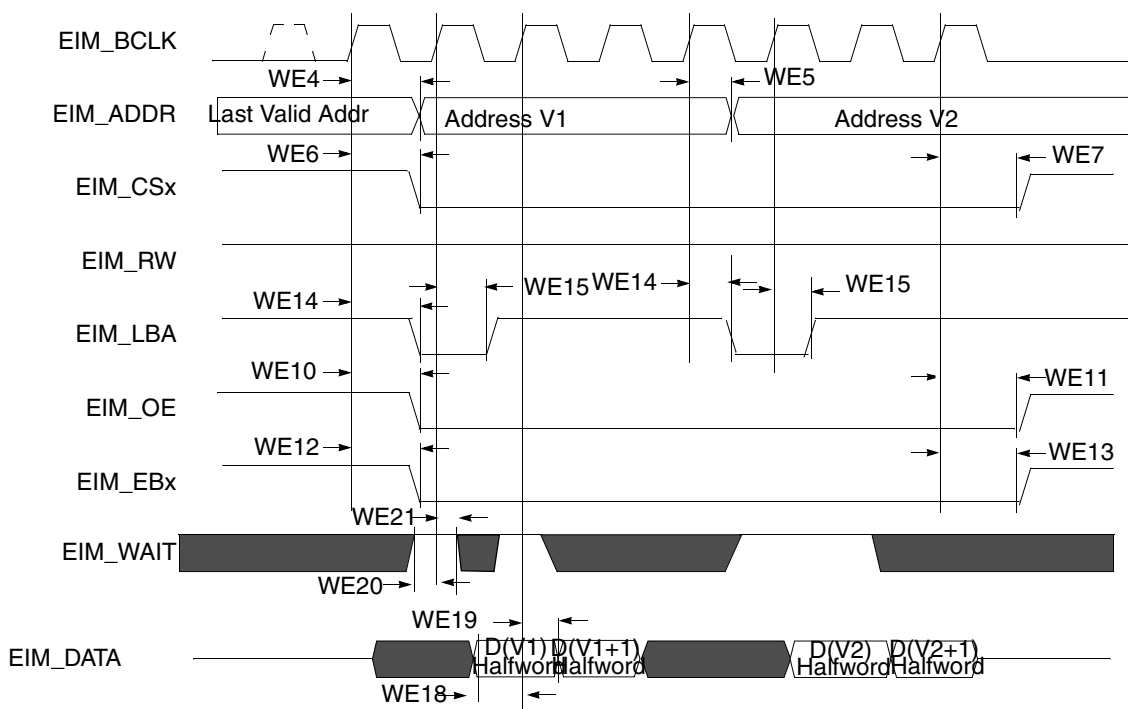 EIM_BCLK
WE4
WE5
EIM_ADDR
Last Valid Addr
Address V1
Address V2
WE6
WE7
EIM_CSx
EIM_RW
WE14
WE15
WE14
WE15
EIM_LBA
WE10
WE11
EIM_OE
WE12
WE13
EIM_EBx
WE21
EIM_WAIT
WE20
WE19
EIM_DATA
D(V1)
Halfword
D(V1+1)
Halfword
D(V2)
Halfword
D(V2+1)
Halfword
WE18